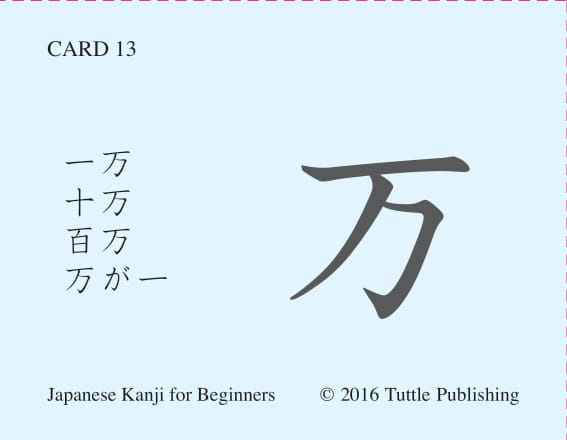 CARD 13
一万
十万
百万
万が一
万
Japanese Kanji for Beginners
© 2016 Tuttle Publishing